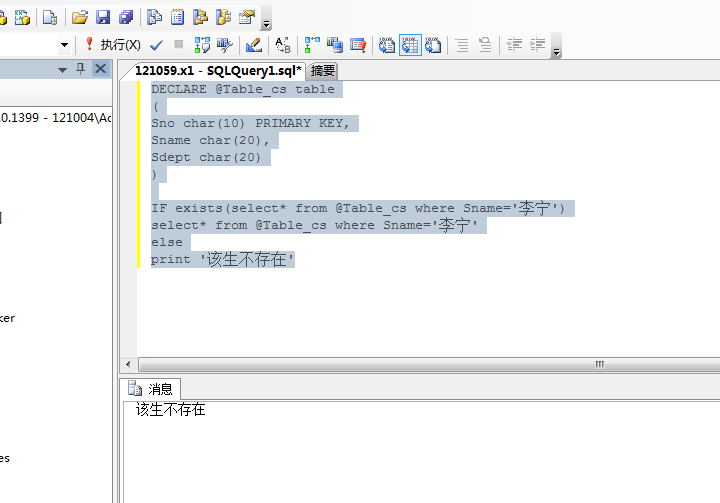 执行(X)
121059.x1 - SQLQuery1.sql*
摘要
0.1399 - 121004\Ac
DECLARE @Table_cs table
(
Sno char(10) PRIMARY KEY,
Sname char(20),
Sdept char(20)
)
IF exists(select* from @Table_cs where Sname='李宁')
select* from @Table_cs where Sname='李宁'
else
print '该生不存在'
ker
消息
该生不存在
es